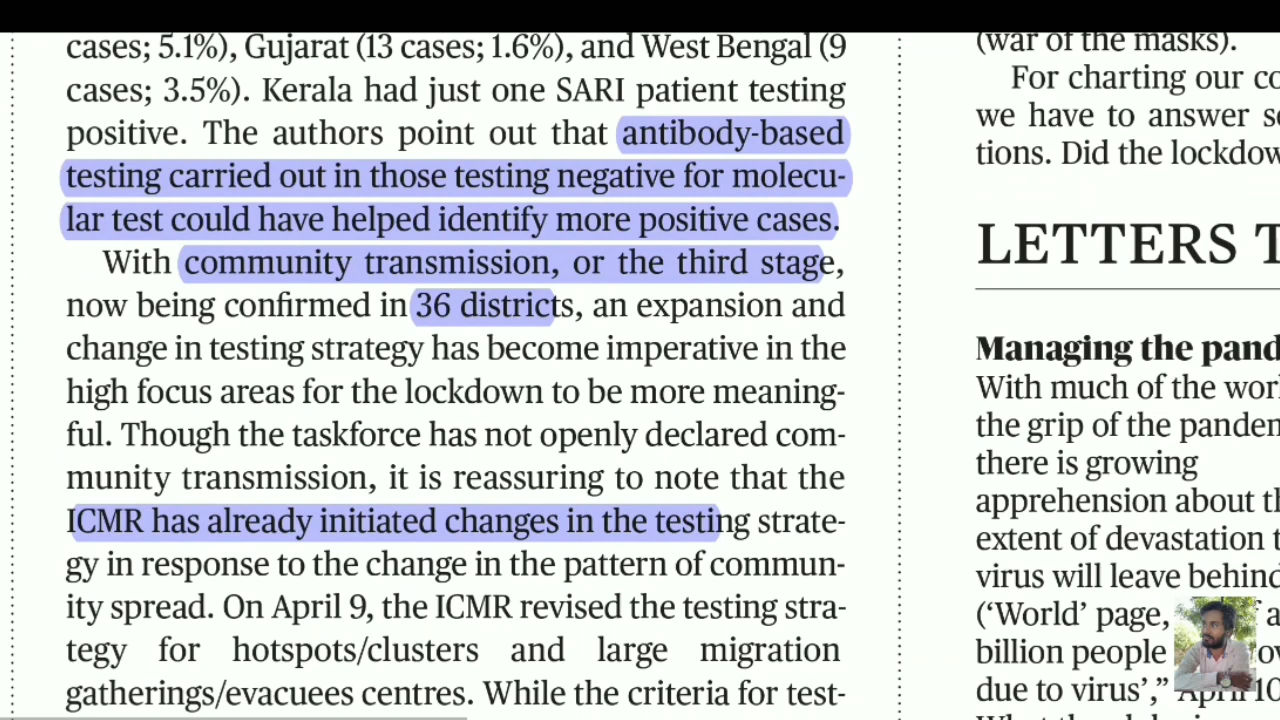 cases; 5.1%), Gujarat (13 cases; 1.6%), and West Bengal (9
cases; 3.5%). Kerala had just one SARI patient testing
positive. The authors point out that antibody-based
testing carried out in those testing negative for molecu-
lar test could have helped identify more positive cases.
With community transmission, or the third stage,
now being confirmed in 36 districts, an expansion and
change in testing strategy has become imperative in the
high focus areas for the lockdown to be more meaning-
ful. Though the taskforce has not openly declared com-
munity transmission, it is reassuring to note that the
ICMR has already initiated changes in the testing strate-
gy in response to the change in the pattern of commun-
ity spread. On April 9, the ICMR revised the testing stra-
tegy for hotspots/clusters and large migration
gatherings/evacuees centres. While the criteria for test-
(war of the masks).
For charting our co
we have to answer se
tions. Did the lockdow
LETTERS T
Managing the pand
With much of the worl
the grip of the pandem
there is growing
apprehension about th
extent of devastation t
virus will leave behind
(‘World’ page,
billion people
due to virus’,” April 10